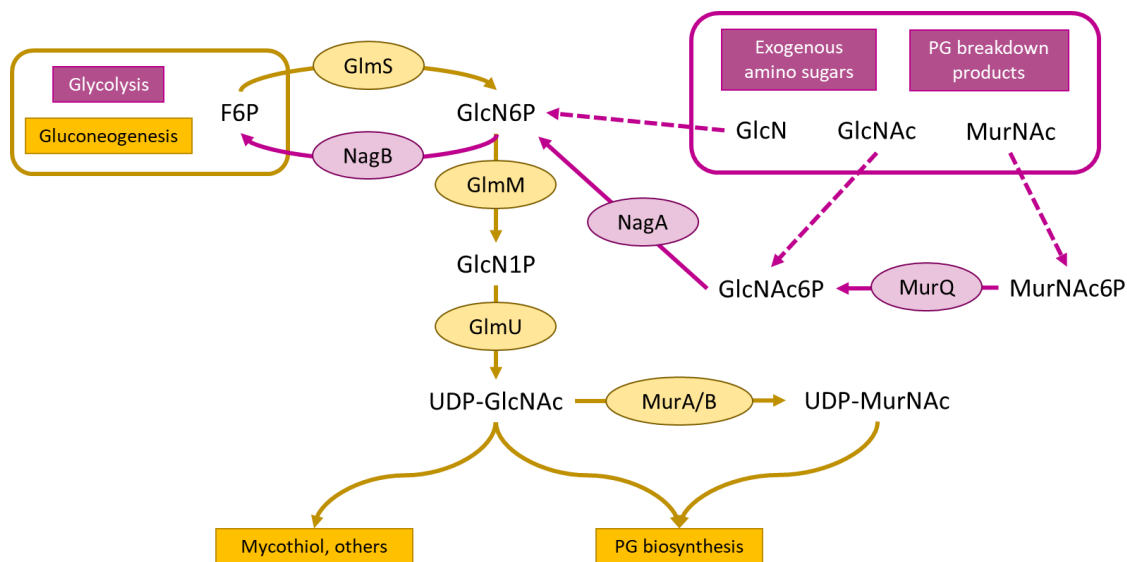 Glycolysis
Gluconeogenesis
F6P
GlmS
NagB
GlcN6P
GlmM
GlcN1P
GlmU
Exogenous
amino sugars
PG breakdown
products
GlcN
GlcNAc
MurNAc
NagA
GlcNAc6P
MurQ
MurNAc6P
UDP-GlcNAc
MurA/B
UDP-MurNAc
Mycothiol, others
PG biosynthesis